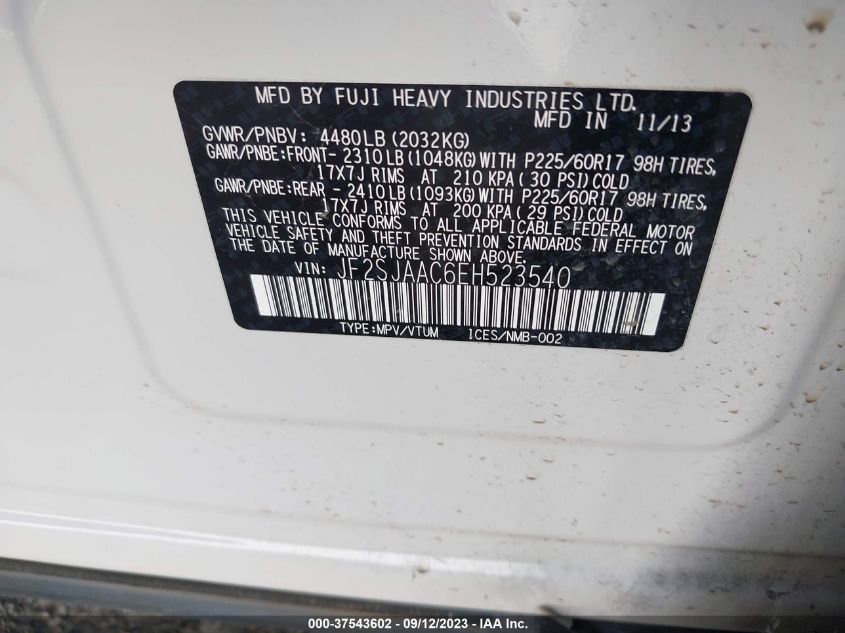 MFD BY FUJI HEAVY INDUSTRIES LTD.
MFD IN 11/13
GVWR/PNBV: 4480LB(2032KG)
GAWR/PNBE:FRONT-2310LB(1048KG)WITH P225/60R17 98H TIRES,
17X7J RIMS AT 210 KPA(30 PSI)COLD
GAWR/PNBE:REAR -2410LB(1093KG)WITH P225/60R17 98H TIRES,
17X7J RIMS AT 200 KPA(29 PSI)COLD
THIS VEHICLE CONFORMS TO ALL APPLICABLE FEDERAL MOTOR
VEHICLE SAFETY AND THEFT PREVENTION STANDARDS IN EFFECT ON
THE DATE OF MANUFACTURE SHOWN ABOVE.
VIN: JF2SJAAC6EH523540
TYPE:MPV/VTUM ICES/NMB-002
000-37543602 - 09/12/2023 - IAA Inc.